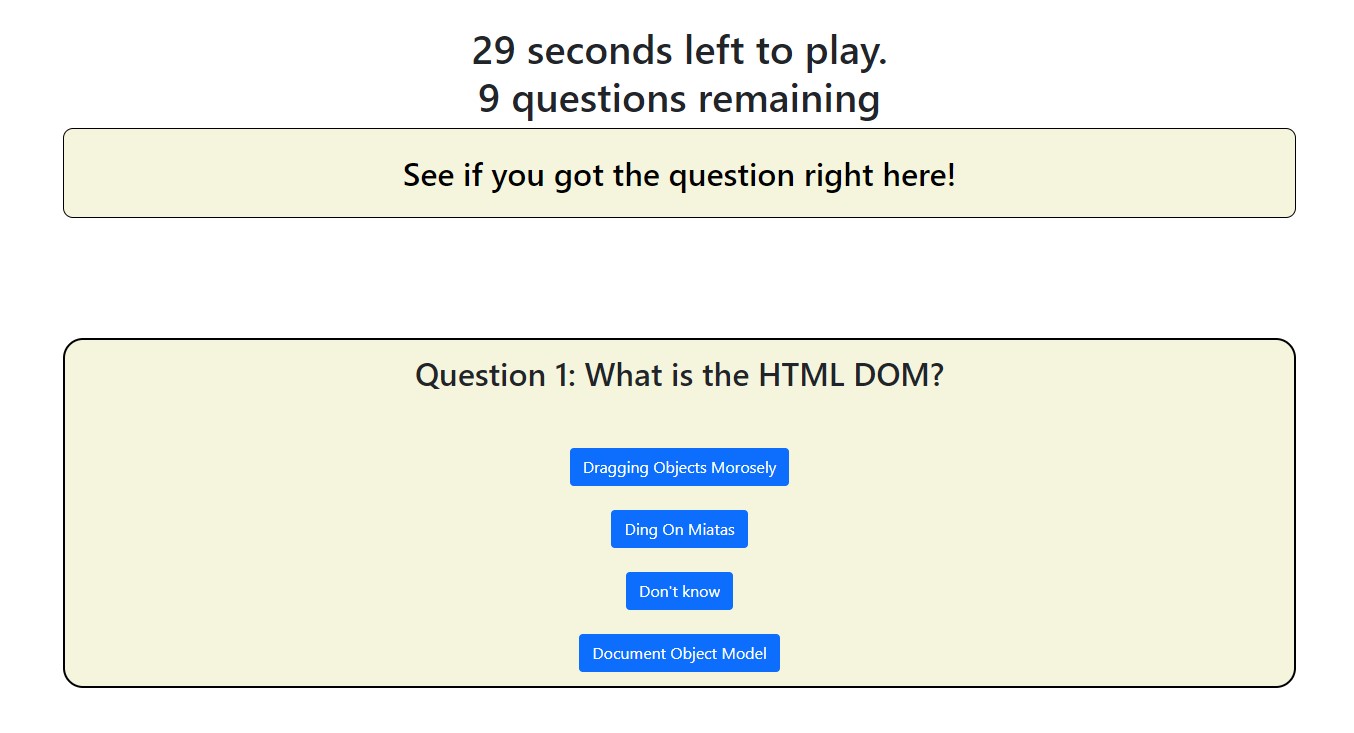 29 seconds left to play.
9 questions remaining
See if you got the question right here!
Question 1: What is the HTML DOM?
Dragging Objects Morosely
Ding On Miatas
Don't know
Document Object Model